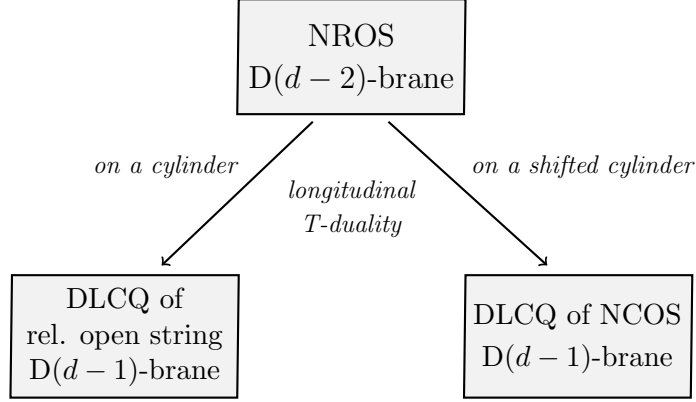 NROS
D(d − 2)-brane
on a cylinder
on a shifted cylinder
longitudinal
T-duality
DLCQ of
rel. open string
D(d − 1)-brane
DLCQ of NCOS
D(d − 1)-brane